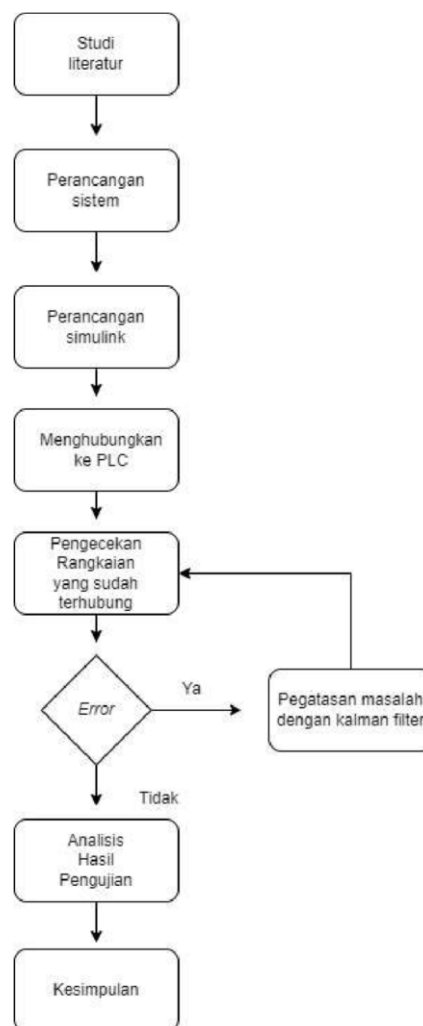 Studi
literatur
Perancangan
sistem
Perancangan
simulink
Menghubungkan
ke PLC
Pengecekan
Rangkaian
yang sudah
terhubung
Error
Ya
Pegatasan masalah
dengan kalman filter
Tidak
Analisis
Hasil
Pengujian
Kesimpulan